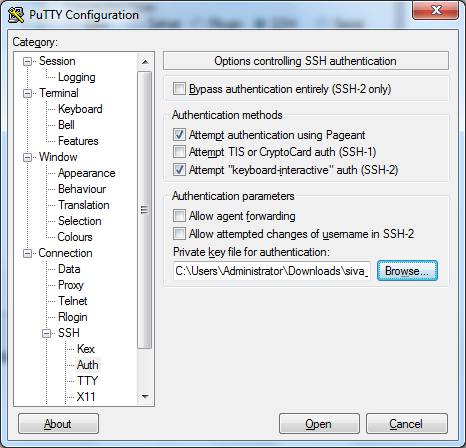 PuTTY Configuration
Category:
Session
Logging
Terminal
Keyboard
Bell
Features
Window
Appearance
Behaviour
Translation
Selection
Colours
Connection
Data
Proxy
Telnet
Rlogin
SSH
Kex
Auth
TTY
X11
Options controlling SSH authentication
Bypass authentication entirely (SSH-2 only)
Authentication methods
Attempt authentication using Pageant
Attempt TIS or CryptoCard auth (SSH-1)
Attempt "keyboard-interactive" auth (SSH-2)
Authentication parameters
Allow agent forwarding
Allow attempted changes of username in SSH-2
Private key file for authentication:
C:\Users\Administrator\Downloads\siva_ Browse...
About Open Cancel